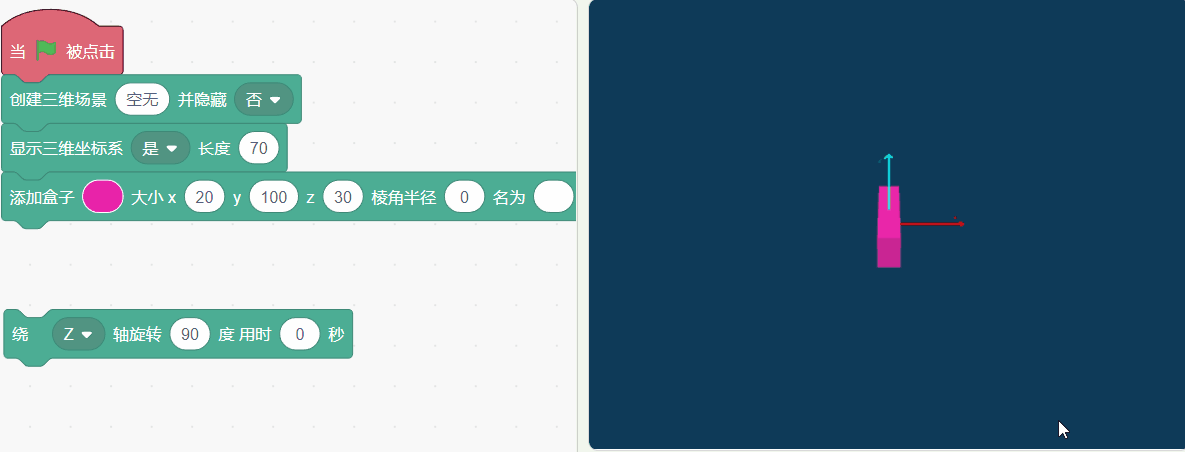 当 被点击
创建三维场景 空无 并隐藏 否
显示三维坐标系 是 长度 70
添加盒子 大小 x 20 y 100 z 30 棱角半径 0 名为
绕 Z 轴旋转 90 度 用时 0 秒